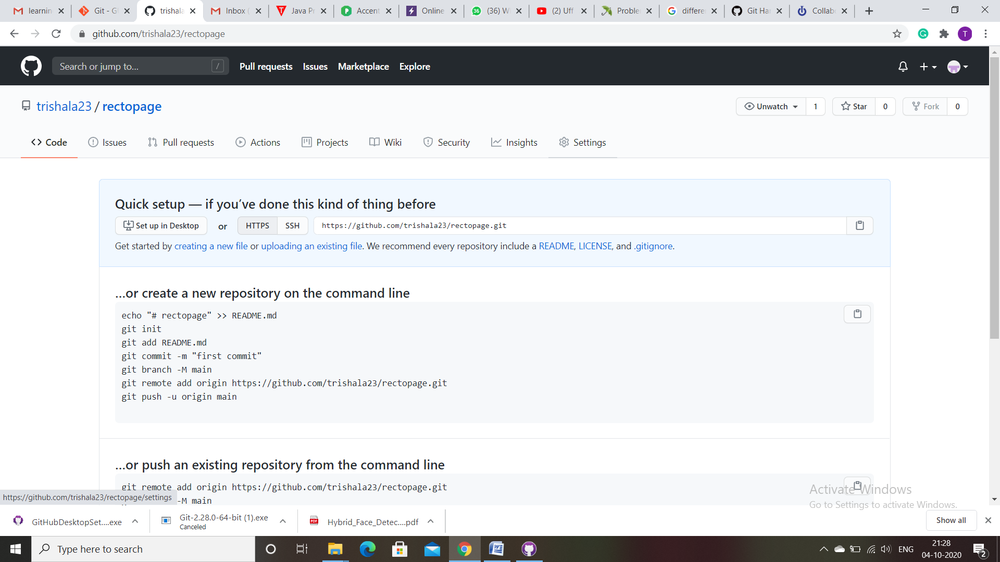 learnin
Git - Gi
trishala
Inbox (
Java Pr
Accent
Online
(36) W
(2) Uff
Proble
differe
Git Ha
Collab
github.com/trishala23/rectopage
T
Search or jump to...
/
Pull requests
Issues
Marketplace
Explore
trishala23 / rectopage
Unwatch 1
Star 0
Fork 0
Code
Issues
Pull requests
Actions
Projects
Wiki
Security
Insights
Settings
Quick setup — if you’ve done this kind of thing before
Set up in Desktop or HTTPS SSH https://github.com/trishala23/rectopage.git
Get started by creating a new file or uploading an existing file. We recommend every repository include a README, LICENSE, and .gitignore.
…or create a new repository on the command line
echo "# rectopage" >> README.md
git init
git add README.md
git commit -m "first commit"
git branch -M main
git remote add origin https://github.com/trishala23/rectopage.git
git push -u origin main
…or push an existing repository from the command line
git remote add origin https://github.com/trishala23/rectopage.git
-M main
https://github.com/trishala23/rectopage/settings
Activate Windows
Go to Settings to activate Windows.
GitHubDesktopSet....exe
Git-2.28.0-64-bit (1).exe
Canceled
Hybrid_Face_Detec....pdf
Show all
Type here to search
ENG
21:28
04-10-2020
2